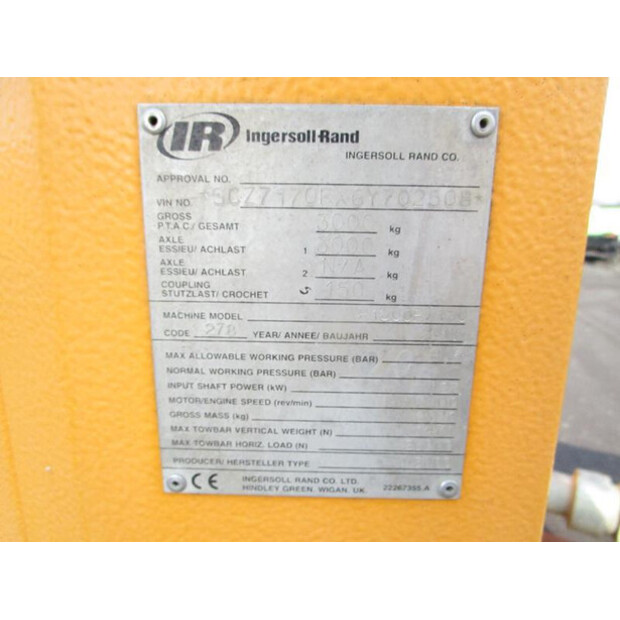 IR Ingersoll-Rand
INGERSOLL RAND CO.
APPROVAL NO.
VIN NO.
GROSS
P.T.A.C./ GESAMT kg
AXLE
ESSIEU/ ACHLAST 1 kg
AXLE
ESSIEU/ ACHLAST 2 N/A kg
COUPLING
STUTZLAST/ CROCHET 150 kg
MACHINE MODEL
CODE 278 YEAR/ ANNEE/ BAUJAHR
MAX ALLOWABLE WORKING PRESSURE (BAR)
NORMAL WORKING PRESSURE (BAR)
INPUT SHAFT POWER (kW)
MOTOR/ENGINE SPEED (rev/min)
GROSS MASS (kg)
MAX TOWBAR VERTICAL WEIGHT (N)
MAX TOWBAR HORIZ. LOAD (N)
PRODUCER/ HERSTELLER TYPE
CE INGERSOLL RAND CO. LTD.
HINDLEY GREEN. WIGAN. UK. 22267355 A